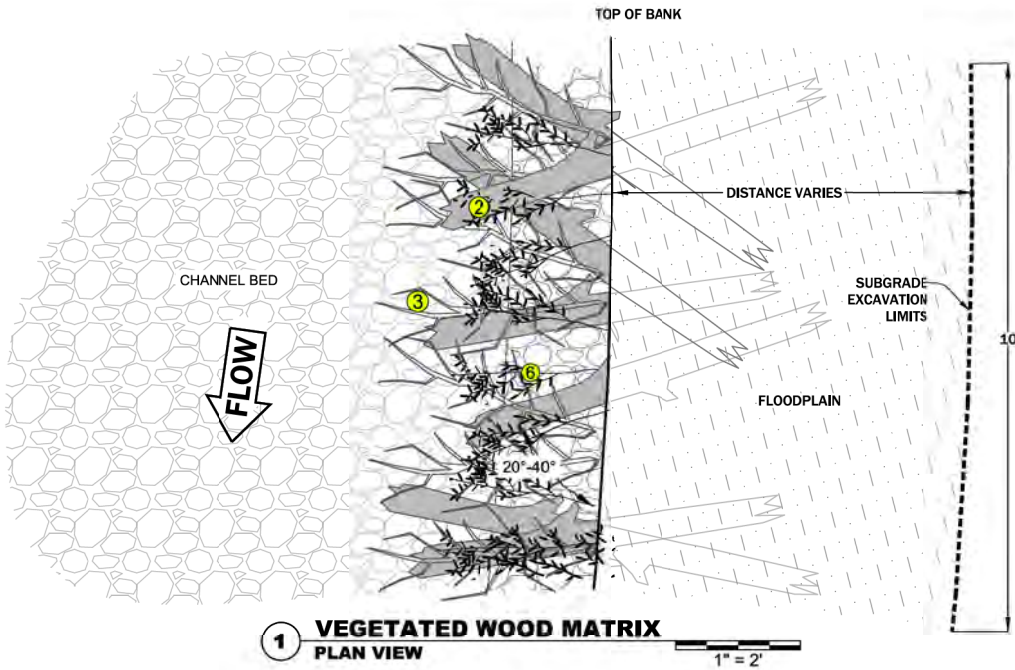 TOP OF BANK
2
DISTANCE VARIES
CHANNEL BED
3
SUBGRADE
EXCAVATION
LIMITS
10
FLOW
6
FLOODPLAIN
20°-40°
1 VEGETATED WOOD MATRIX
PLAN VIEW
1" = 2'